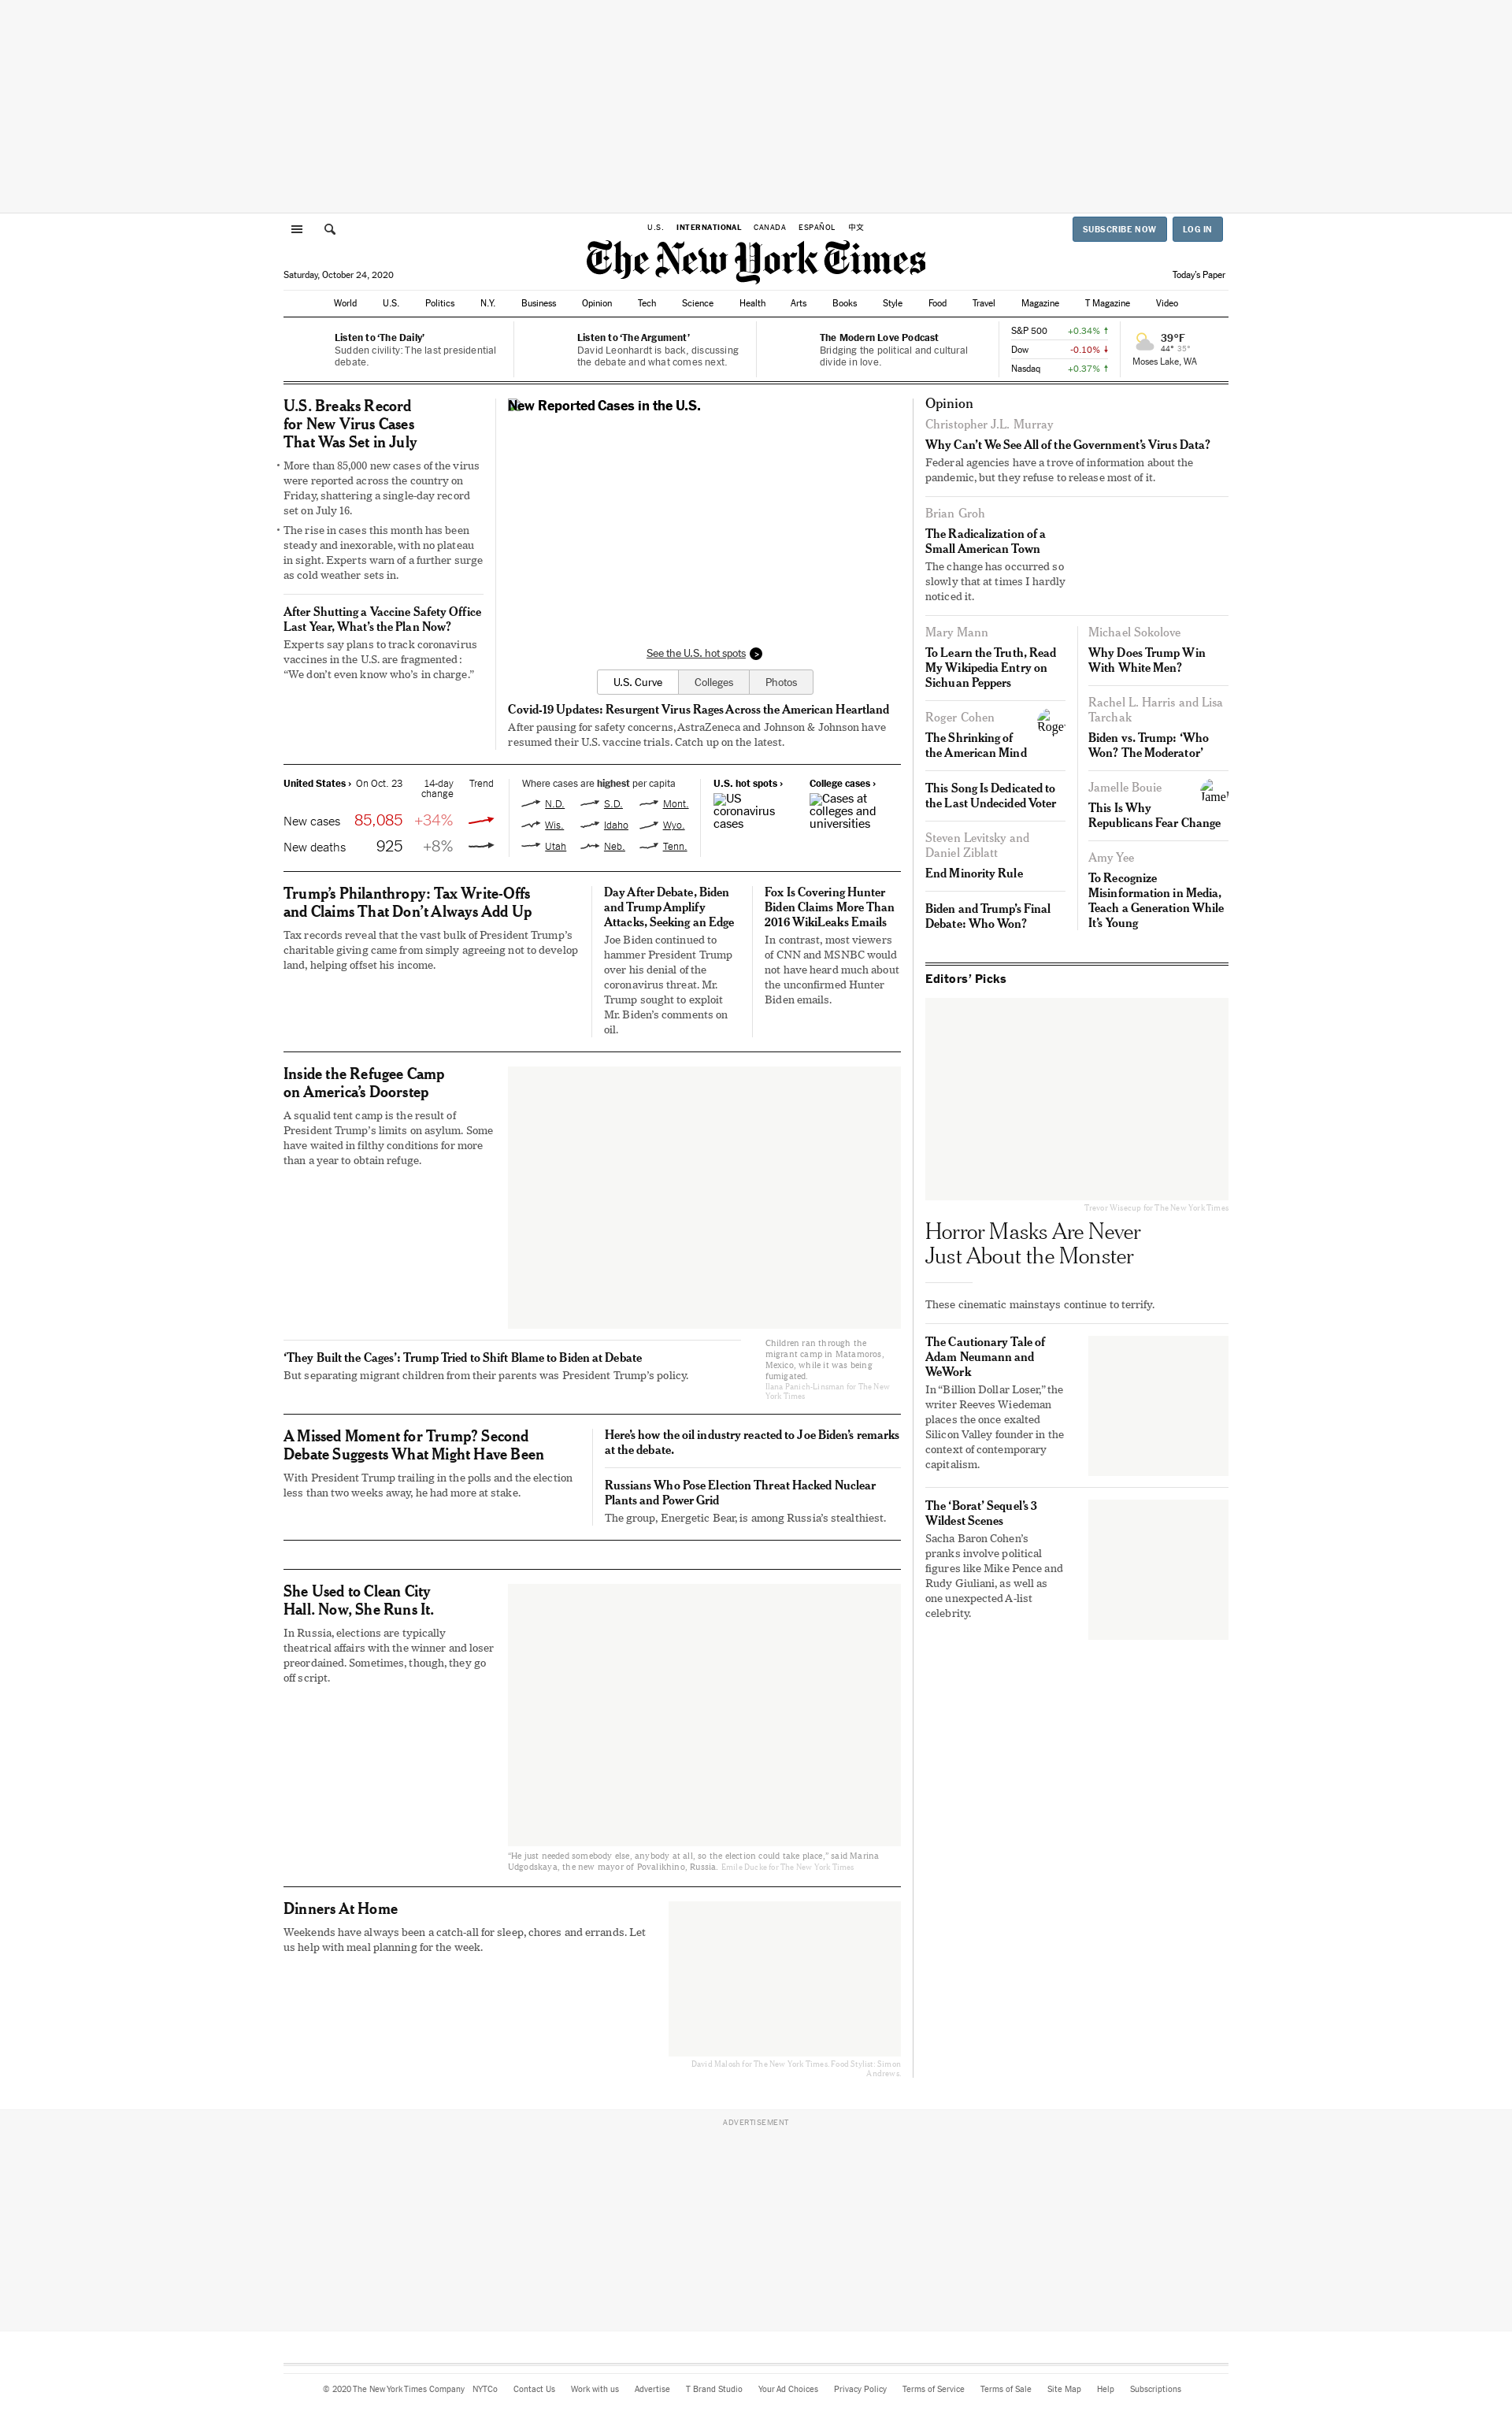 U.S. INTERNATIONAL CANADA ESPAÑOL 中文
SUBSCRIBE NOW
LOG IN
The New York Times
Saturday, October 24, 2020
Today's Paper
World U.S. Politics N.Y. Business Opinion Tech Science Health Arts Books Style Food Travel Magazine T Magazine Video
Listen to ‘The Daily’
Sudden civility: The last presidential
debate.
Listen to ‘The Argument’
David Leonhardt is back, discussing
the debate and what comes next.
The Modern Love Podcast
Bridging the political and cultural
divide in love.
S&P 500 +0.34% ↑
Dow -0.10% ↓
Nasdaq +0.37% ↑
39°F
44° 35°
Moses Lake, WA
U.S. Breaks Record
for New Virus Cases
That Was Set in July
• More than 85,000 new cases of the virus
were reported across the country on
Friday, shattering a single-day record
set on July 16.
• The rise in cases this month has been
steady and inexorable, with no plateau
in sight. Experts warn of a further surge
as cold weather sets in.
After Shutting a Vaccine Safety Office
Last Year, What’s the Plan Now?
Experts say plans to track coronavirus
vaccines in the U.S. are fragmented:
“We don’t even know who’s in charge.”
New Reported Cases in the U.S.
See the U.S. hot spots >
U.S. Curve Colleges Photos
Covid-19 Updates: Resurgent Virus Rages Across the American Heartland
After pausing for safety concerns, AstraZeneca and Johnson & Johnson have
resumed their U.S. vaccine trials. Catch up on the latest.
United States › On Oct. 23 14-day Trend
change
New cases 85,085 +34%
New deaths 925 +8%
Where cases are highest per capita
N.D. S.D. Mont.
Wis. Idaho Wyo.
Utah Neb. Tenn.
U.S. hot spots ›
US
coronavirus
cases
College cases ›
Cases at
colleges and
universities
Trump’s Philanthropy: Tax Write-Offs
and Claims That Don’t Always Add Up
Tax records reveal that the vast bulk of President Trump’s
charitable giving came from simply agreeing not to develop
land, helping offset his income.
Day After Debate, Biden
and Trump Amplify
Attacks, Seeking an Edge
Joe Biden continued to
hammer President Trump
over his denial of the
coronavirus threat. Mr.
Trump sought to exploit
Mr. Biden’s comments on
oil.
Fox Is Covering Hunter
Biden Claims More Than
2016 WikiLeaks Emails
In contrast, most viewers
of CNN and MSNBC would
not have heard much about
the unconfirmed Hunter
Biden emails.
Inside the Refugee Camp
on America’s Doorstep
A squalid tent camp is the result of
President Trump’s limits on asylum. Some
have waited in filthy conditions for more
than a year to obtain refuge.
‘They Built the Cages’: Trump Tried to Shift Blame to Biden at Debate
But separating migrant children from their parents was President Trump’s policy.
Children ran through the
migrant camp in Matamoros,
Mexico, while it was being
fumigated.
Ilana Panich-Linsman for The New
York Times
A Missed Moment for Trump? Second
Debate Suggests What Might Have Been
With President Trump trailing in the polls and the election
less than two weeks away, he had more at stake.
Here’s how the oil industry reacted to Joe Biden’s remarks
at the debate.
Russians Who Pose Election Threat Hacked Nuclear
Plants and Power Grid
The group, Energetic Bear, is among Russia’s stealthiest.
She Used to Clean City
Hall. Now, She Runs It.
In Russia, elections are typically
theatrical affairs with the winner and loser
preordained. Sometimes, though, they go
off script.
“He just needed somebody else, anybody at all, so the election could take place,” said Marina
Udgodskaya, the new mayor of Povalikhino, Russia. Emile Ducke for The New York Times
Dinners At Home
Weekends have always been a catch-all for sleep, chores and errands. Let
us help with meal planning for the week.
David Malosh for The New York Times. Food Stylist: Simon
Andrews.
Opinion
Christopher J.L. Murray
Why Can’t We See All of the Government’s Virus Data?
Federal agencies have a trove of information about the
pandemic, but they refuse to release most of it.
Brian Groh
The Radicalization of a
Small American Town
The change has occurred so
slowly that at times I hardly
noticed it.
Mary Mann
To Learn the Truth, Read
My Wikipedia Entry on
Sichuan Peppers
Roger Cohen
Roger
The Shrinking of
the American Mind
This Song Is Dedicated to
the Last Undecided Voter
Steven Levitsky and
Daniel Ziblatt
End Minority Rule
Biden and Trump’s Final
Debate: Who Won?
Michael Sokolove
Why Does Trump Win
With White Men?
Rachel L. Harris and Lisa
Tarchak
Biden vs. Trump: ‘Who
Won? The Moderator’
Jamelle Bouie
This Is Why
Republicans Fear Change
Amy Yee
To Recognize
Misinformation in Media,
Teach a Generation While
It’s Young
Editors’ Picks
Trevor Wisecup for The New York Times
Horror Masks Are Never
Just About the Monster
These cinematic mainstays continue to terrify.
The Cautionary Tale of
Adam Neumann and
WeWork
In “Billion Dollar Loser,” the
writer Reeves Wiedeman
places the once exalted
Silicon Valley founder in the
context of contemporary
capitalism.
The ‘Borat’ Sequel’s 3
Wildest Scenes
Sacha Baron Cohen’s
pranks involve political
figures like Mike Pence and
Rudy Giuliani, as well as
one unexpected A-list
celebrity.
ADVERTISEMENT
© 2020 The New York Times Company NYTCo Contact Us Work with us Advertise T Brand Studio Your Ad Choices Privacy Policy Terms of Service Terms of Sale Site Map Help Subscriptions